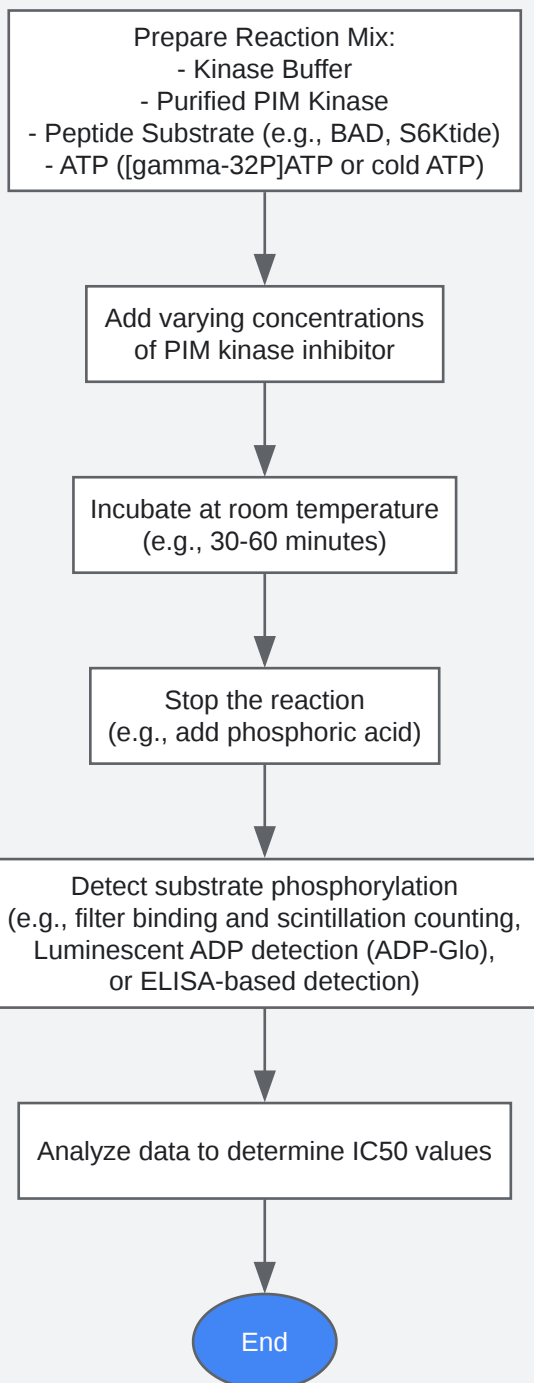 Prepare Reaction Mix:
- Kinase Buffer
- Purified PIM Kinase
- Peptide Substrate (e.g., BAD, S6Ktide)
- ATP ([gamma-32P]ATP or cold ATP)
Add varying concentrations
of PIM kinase inhibitor
Incubate at room temperature
(e.g., 30-60 minutes)
Stop the reaction
(e.g., add phosphoric acid)
Detect substrate phosphorylation
(e.g., filter binding and scintillation counting,
Luminescent ADP detection (ADP-Glo),
or ELISA-based detection)
Analyze data to determine IC50 values
End